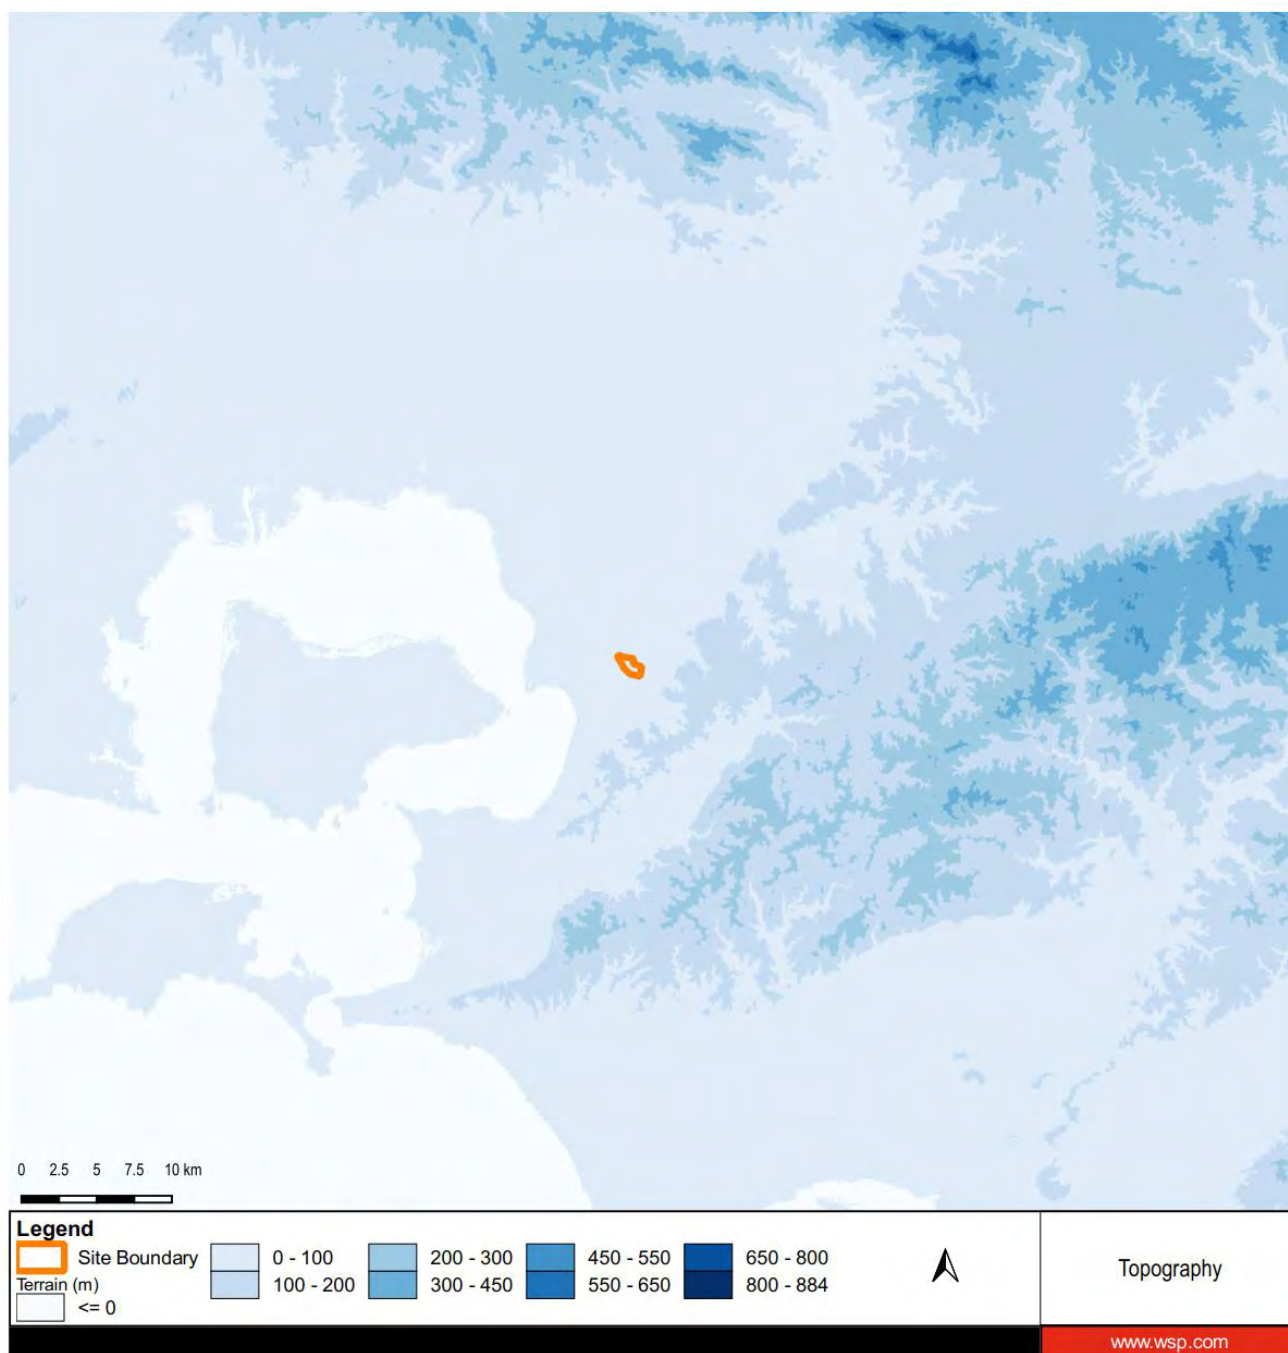 0 2.5 5 7.5 10 km
Legend
Site Boundary
Terrain (m)
<= 0
0 - 100
100 - 200
200 - 300
300 - 450
450 - 550
550 - 650
650 - 800
800 - 884
Topography
www.wsp.com